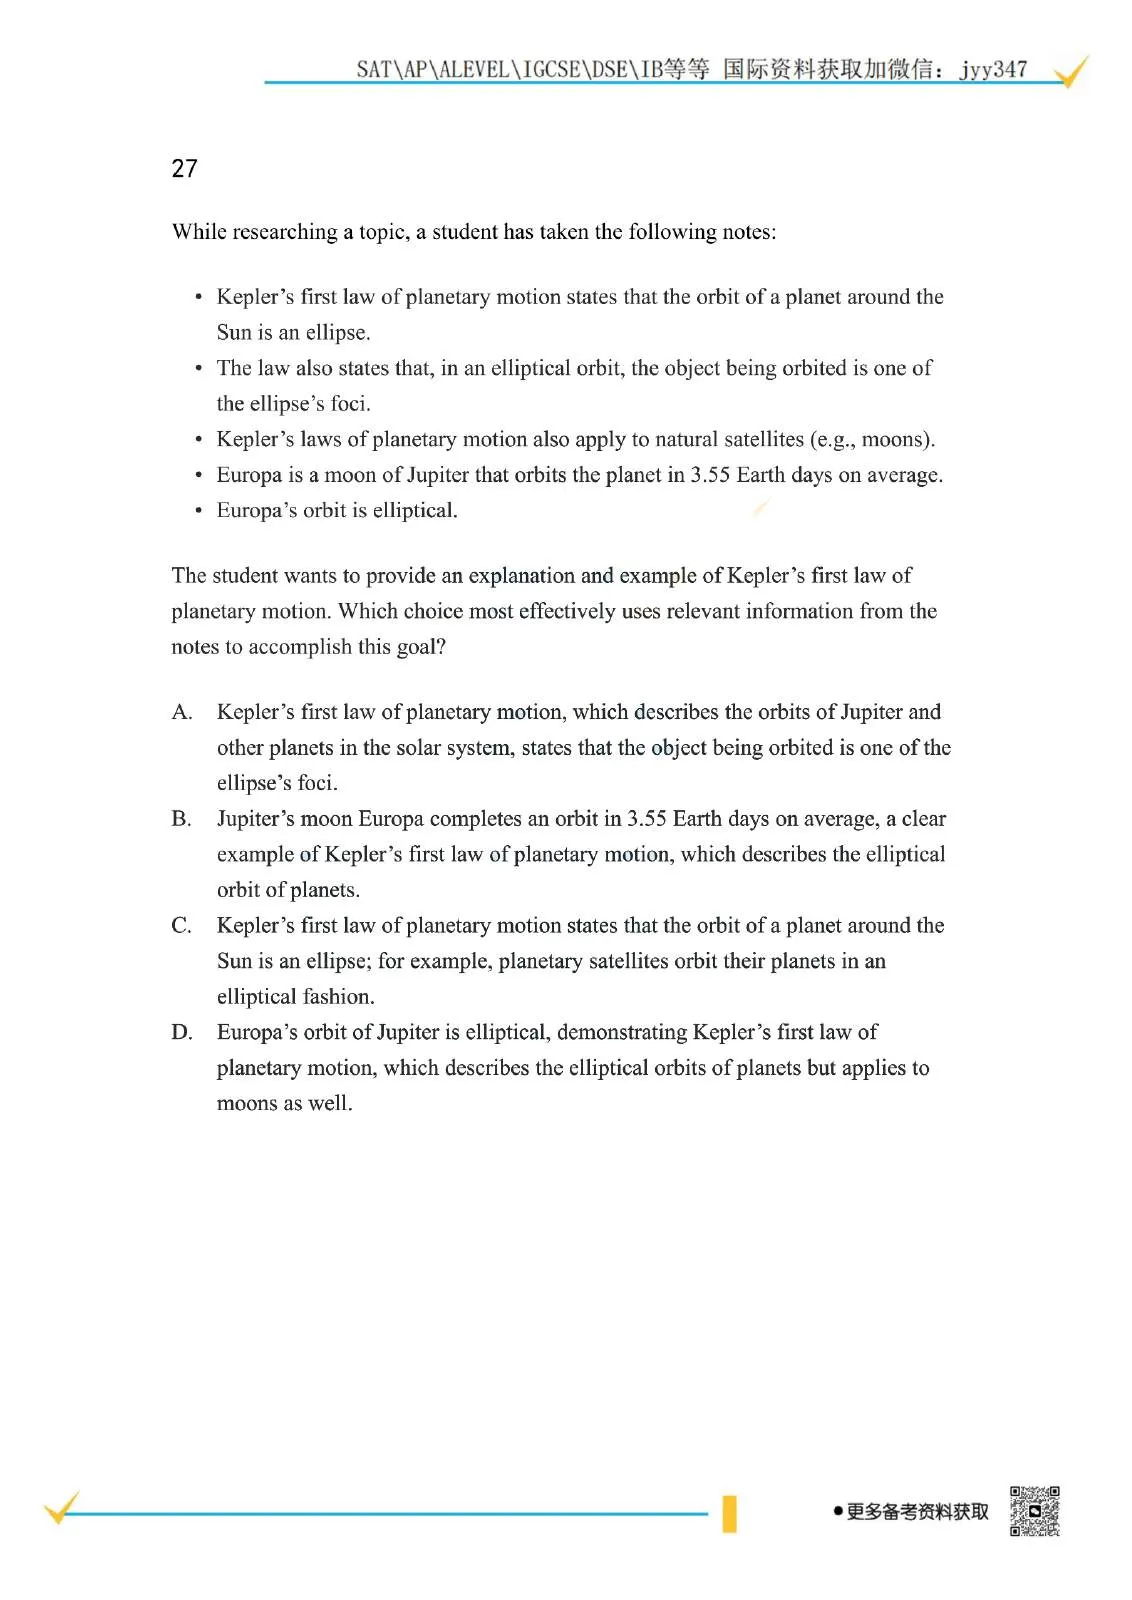 SAT\AP\ALEVEL\IGCSE\DSE\IB等等 国际资料获取加微信：jyy347
27
While researching a topic, a student has taken the following notes:
• Kepler’s first law of planetary motion states that the orbit of a planet around the
Sun is an ellipse.
• The law also states that, in an elliptical orbit, the object being orbited is one of
the ellipse’s foci.
• Kepler’s laws of planetary motion also apply to natural satellites (e.g., moons).
• Europa is a moon of Jupiter that orbits the planet in 3.55 Earth days on average.
• Europa’s orbit is elliptical.
The student wants to provide an explanation and example of Kepler’s first law of
planetary motion. Which choice most effectively uses relevant information from the
notes to accomplish this goal?
A. Kepler’s first law of planetary motion, which describes the orbits of Jupiter and
other planets in the solar system, states that the object being orbited is one of the
ellipse’s foci.
B. Jupiter’s moon Europa completes an orbit in 3.55 Earth days on average, a clear
example of Kepler’s first law of planetary motion, which describes the elliptical
orbit of planets.
C. Kepler’s first law of planetary motion states that the orbit of a planet around the
Sun is an ellipse; for example, planetary satellites orbit their planets in an
elliptical fashion.
D. Europa’s orbit of Jupiter is elliptical, demonstrating Kepler’s first law of
planetary motion, which describes the elliptical orbits of planets but applies to
moons as well.
•更多备考资料获取